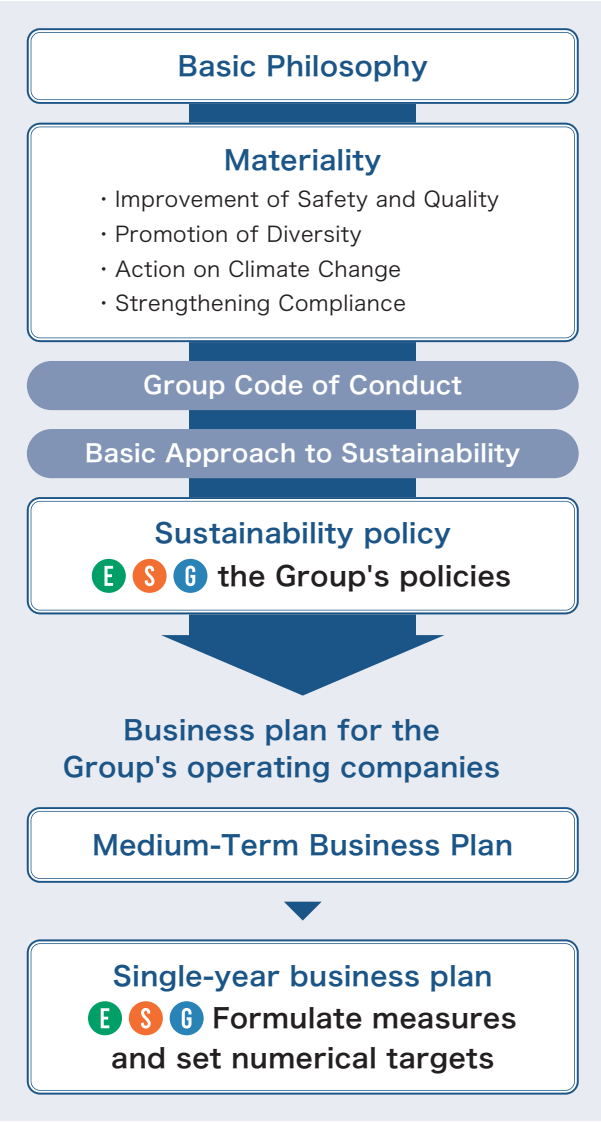 Basic Philosophy
Materiality
・Improvement of Safety and Quality
・Promotion of Diversity
・Action on Climate Change
・Strengthening Compliance
Group Code of Conduct
Basic Approach to Sustainability
Sustainability policy
E S G the Group's policies
Business plan for the
Group's operating companies
Medium-Term Business Plan
Single-year business plan
E S G Formulate measures
and set numerical targets